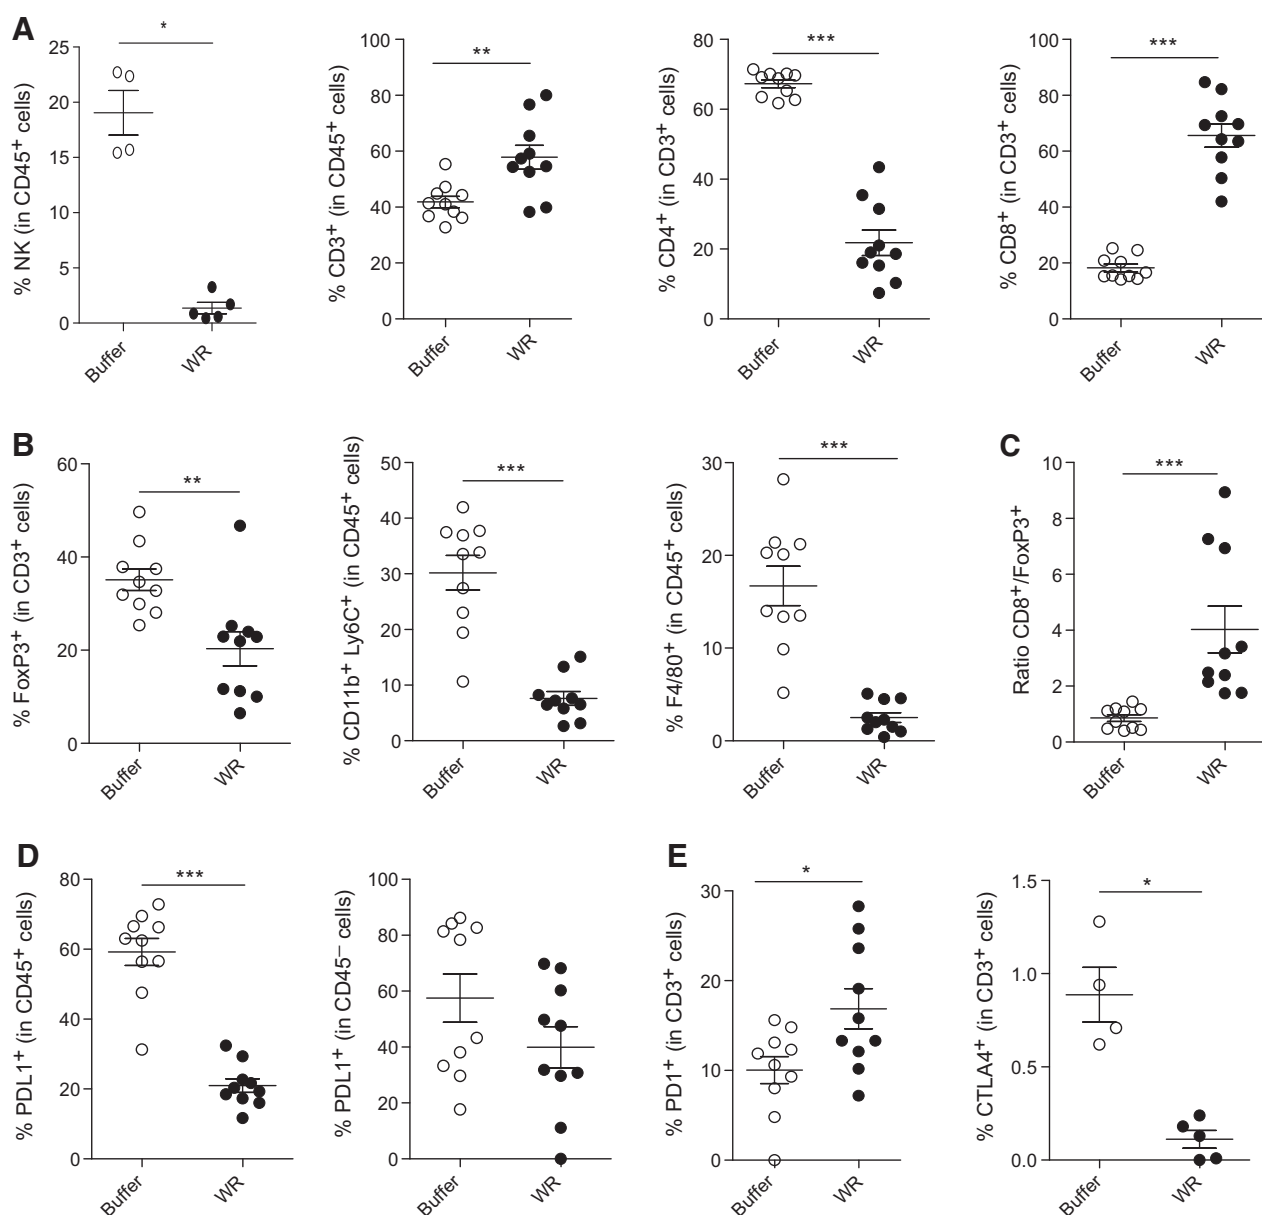 A
% NK (in CD45+ cells)
25
20
15
10
5
0
*
Buffer
WR
% CD3+ (in CD45+ cells)
100
80
60
40
20
0
**
Buffer
WR
% CD4+ (in CD3+ cells)
80
60
40
20
0
***
Buffer
WR
% CD8+ (in CD3+ cells)
100
80
60
40
20
0
***
Buffer
WR
B
% FoxP3+ (in CD3+ cells)
60
40
20
0
**
Buffer
WR
% CD11b+ Ly6C+ (in CD45+ cells)
50
40
30
20
10
0
***
Buffer
WR
% F4/80+ (in CD45+ cells)
30
20
10
0
***
Buffer
WR
C
Ratio CD8+/FoxP3+
10
8
6
4
2
0
***
Buffer
WR
D
% PDL1+ (in CD45+ cells)
80
60
40
20
0
***
Buffer
WR
% PDL1+ (in CD45− cells)
100
80
60
40
20
0
Buffer
WR
E
% PD1+ (in CD3+ cells)
30
20
10
0
*
Buffer
WR
% CTLA4+ (in CD3+ cells)
1.5
1.0
0.5
0.0
*
Buffer
WR